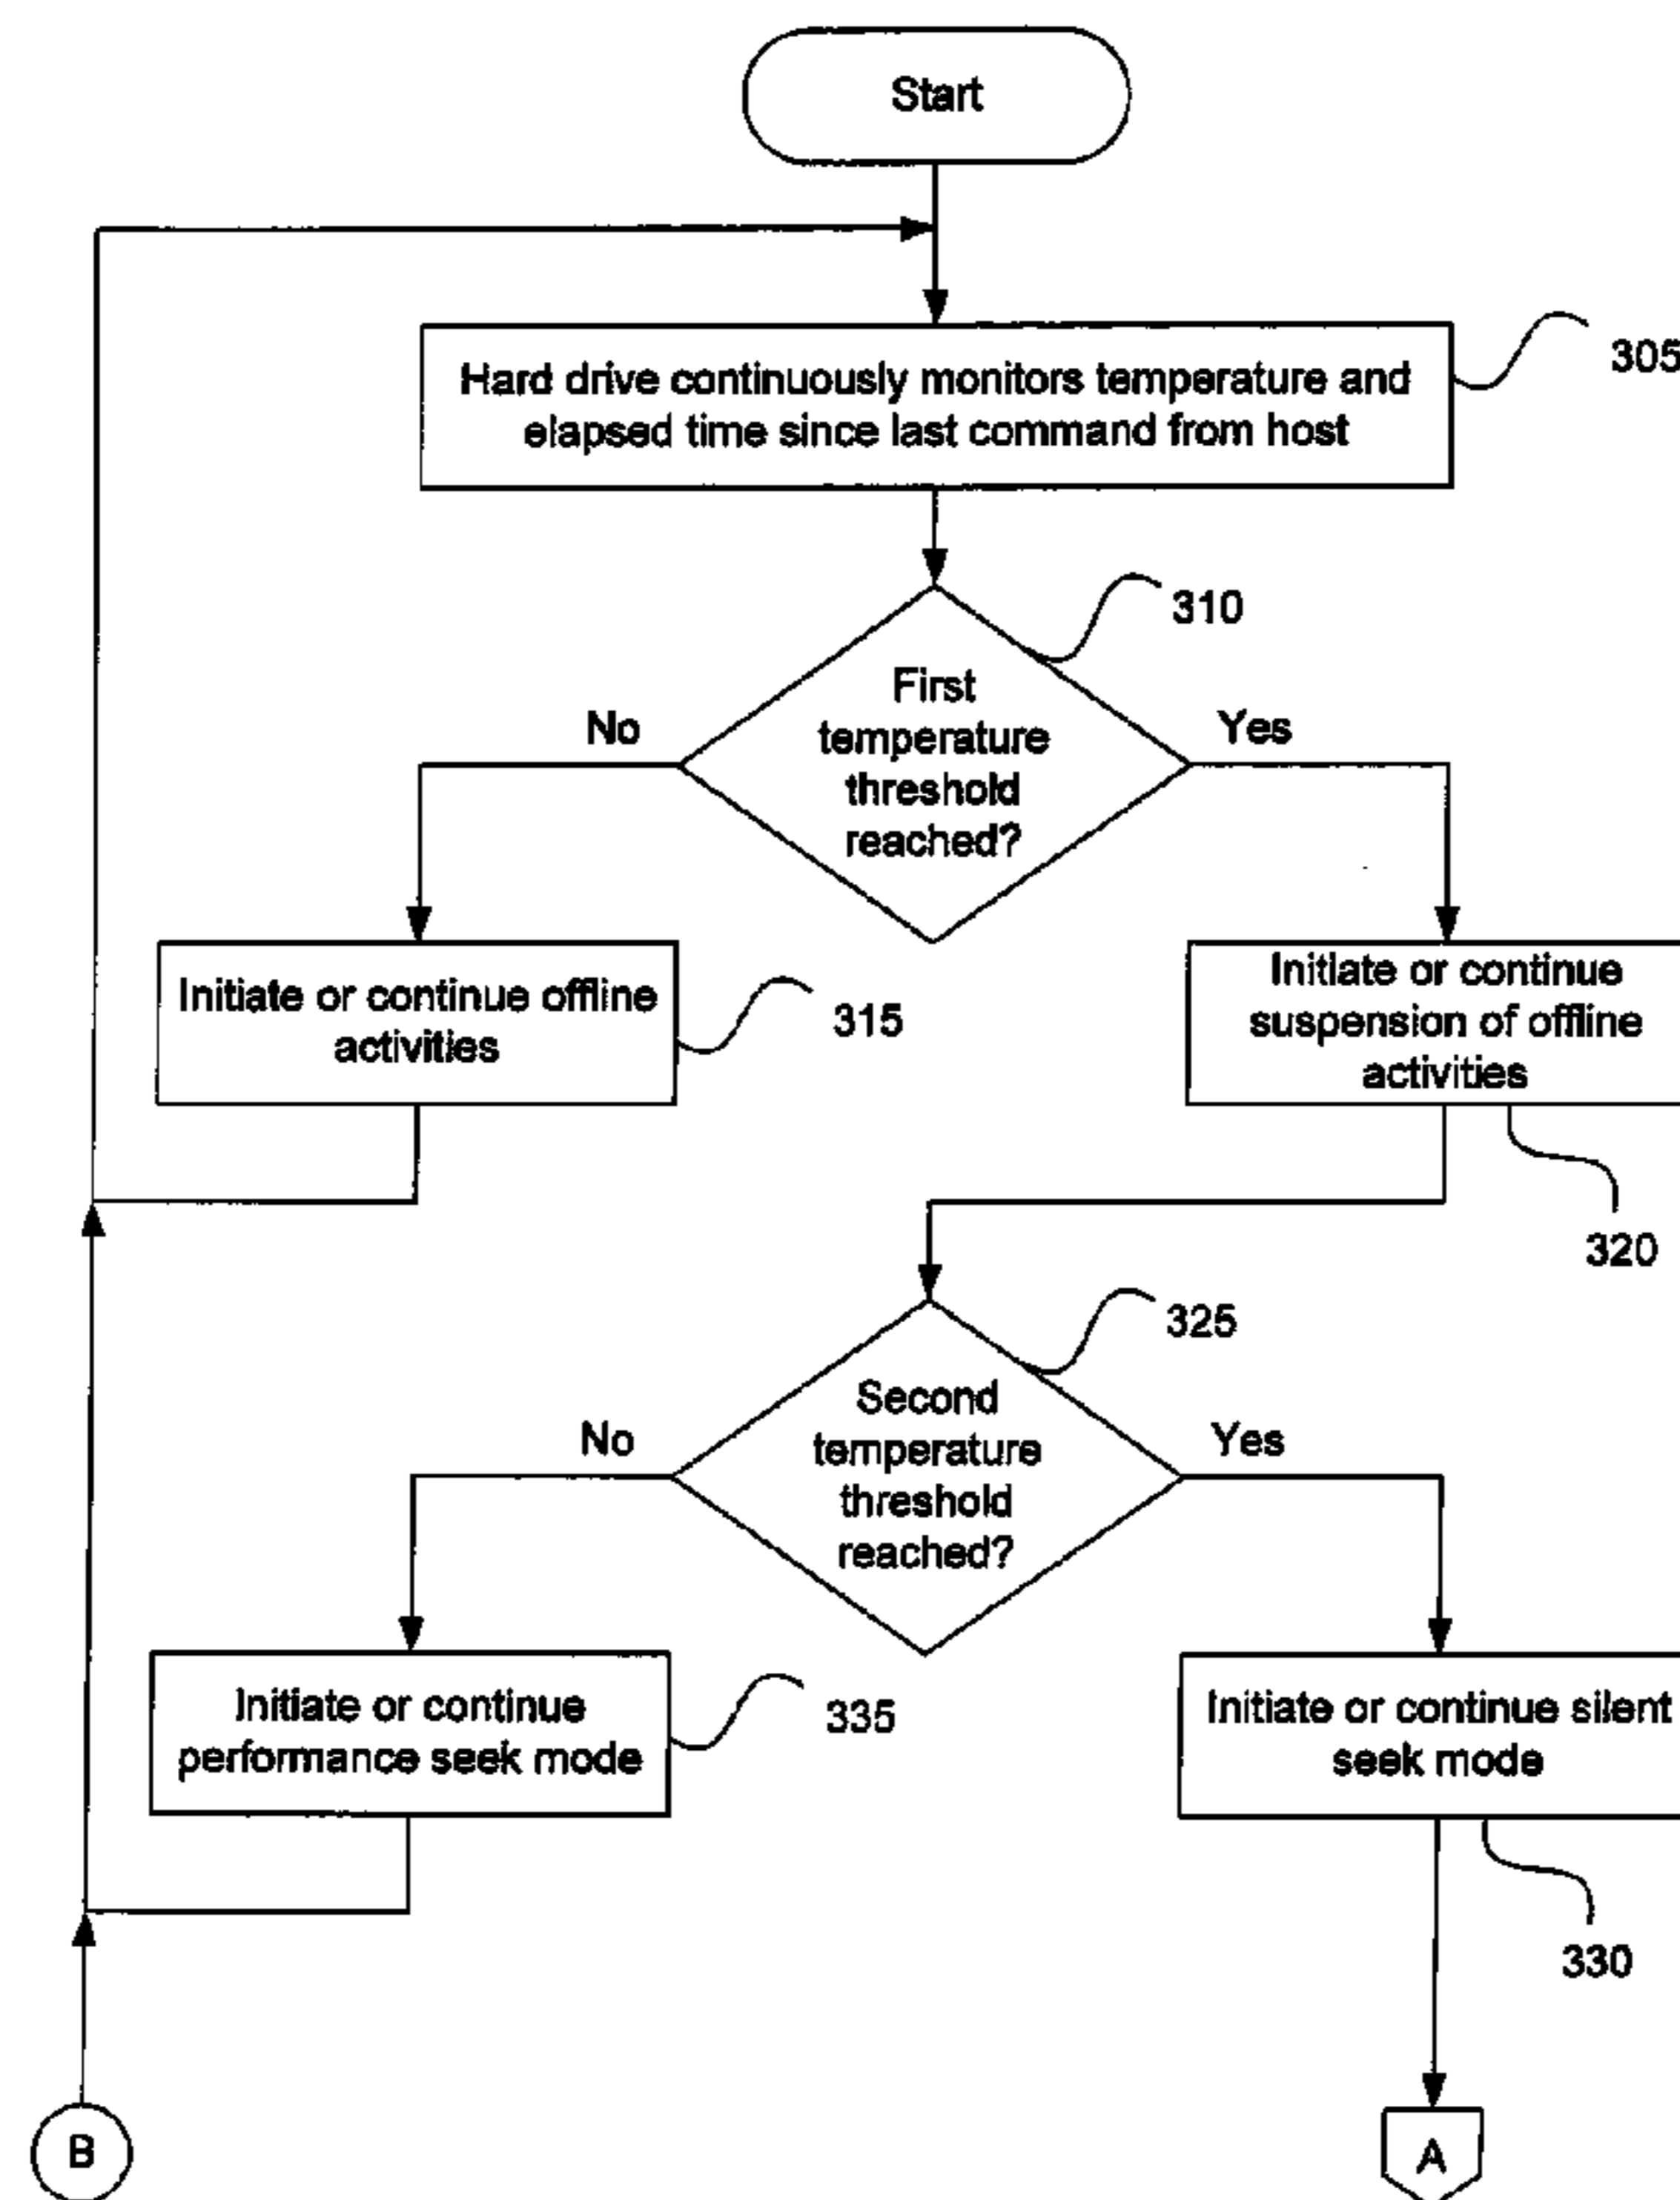 Start
Hard drive continuously monitors temperature and
elapsed time since last command from host
305
310
First
temperature
threshold
reached?
No
Yes
Initiate or continue offline
activities
315
Initiate or continue
suspension of offline
activities
320
325
Second
temperature
threshold
reached?
No
Yes
Initiate or continue
performance seek mode
335
Initiate or continue silent
seek mode
330
B
A